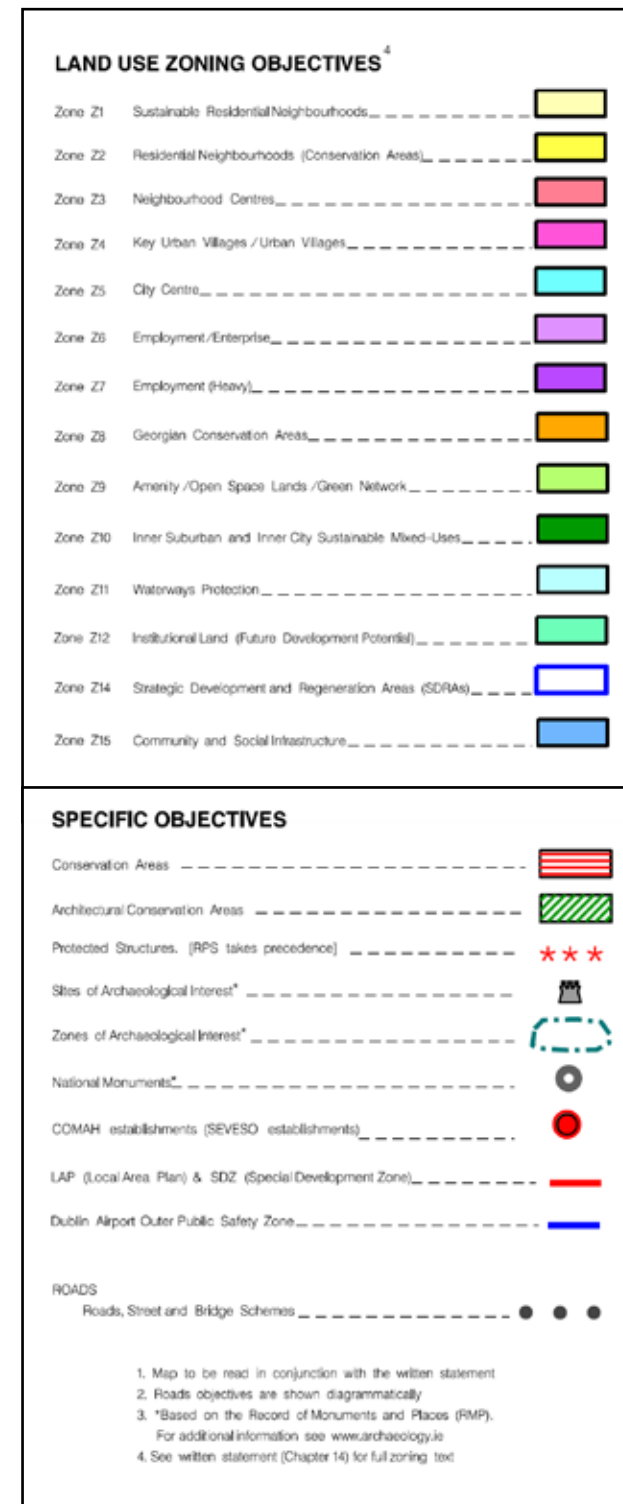 LAND USE ZONING OBJECTIVES 4
Zone Z1 Sustainable Residential Neighbourhoods
Zone Z2 Residential Neighbourhoods (Conservation Areas)
Zone Z3 Neighbourhood Centres
Zone Z4 Key Urban Villages / Urban Villages
Zone Z5 City Centre
Zone Z6 Employment/Enterprise
Zone Z7 Employment (Heavy)
Zone Z8 Georgian Conservation Areas
Zone Z9 Amenity /Open Space Lands /Green Network
Zone Z10 Inner Suburban and Inner City Sustainable Mixed-Uses
Zone Z11 Waterways Protection
Zone Z12 Institutional Land (Future Development Potential)
Zone Z14 Strategic Development and Regeneration Areas (SDRAs)
Zone Z15 Community and Social Infrastructure
SPECIFIC OBJECTIVES
Conservation Areas
Architectural Conservation Areas
Protected Structures. [RPS takes precedence] ***
Sites of Archaeological Interest*
Zones of Archaeological Interest*
National Monuments*
COMAH establishments (SEVESO establishments)
LAP (Local Area Plan) & SDZ (Special Development Zone)
Dublin Airport Outer Public Safety Zone
ROADS
Roads, Street and Bridge Schemes
1. Map to be read in conjunction with the written statement
2. Roads objectives are shown diagrammatically
3. *Based on the Record of Monuments and Places (RMP).
For additional information see www.archaeology.ie
4. See written statement (Chapter 14) for full zoning text